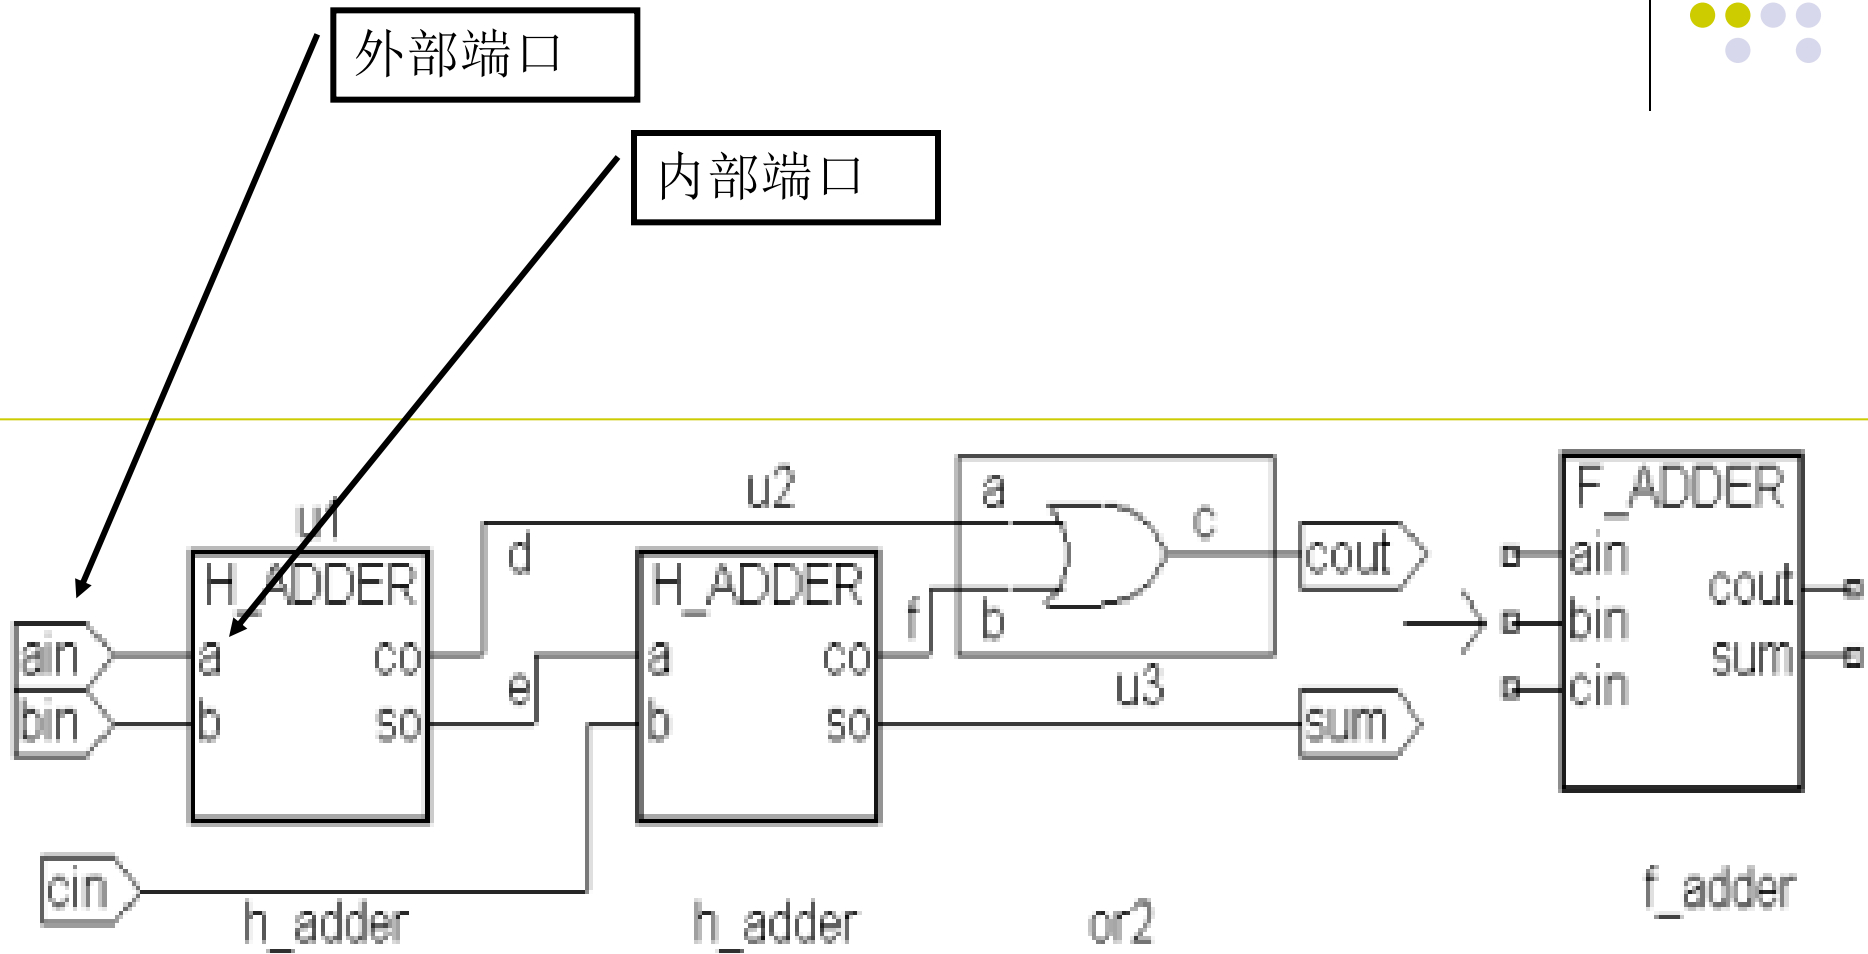 外部端口
内部端口
u1
u2
u3
H_ADDER
a
b
co
so
H_ADDER
a
b
co
so
ain
bin
cin
d
e
f
a
b
c
cout
sum
F_ADDER
ain
bin
cin
cout
sum
h_adder
h_adder
or2
f_adder